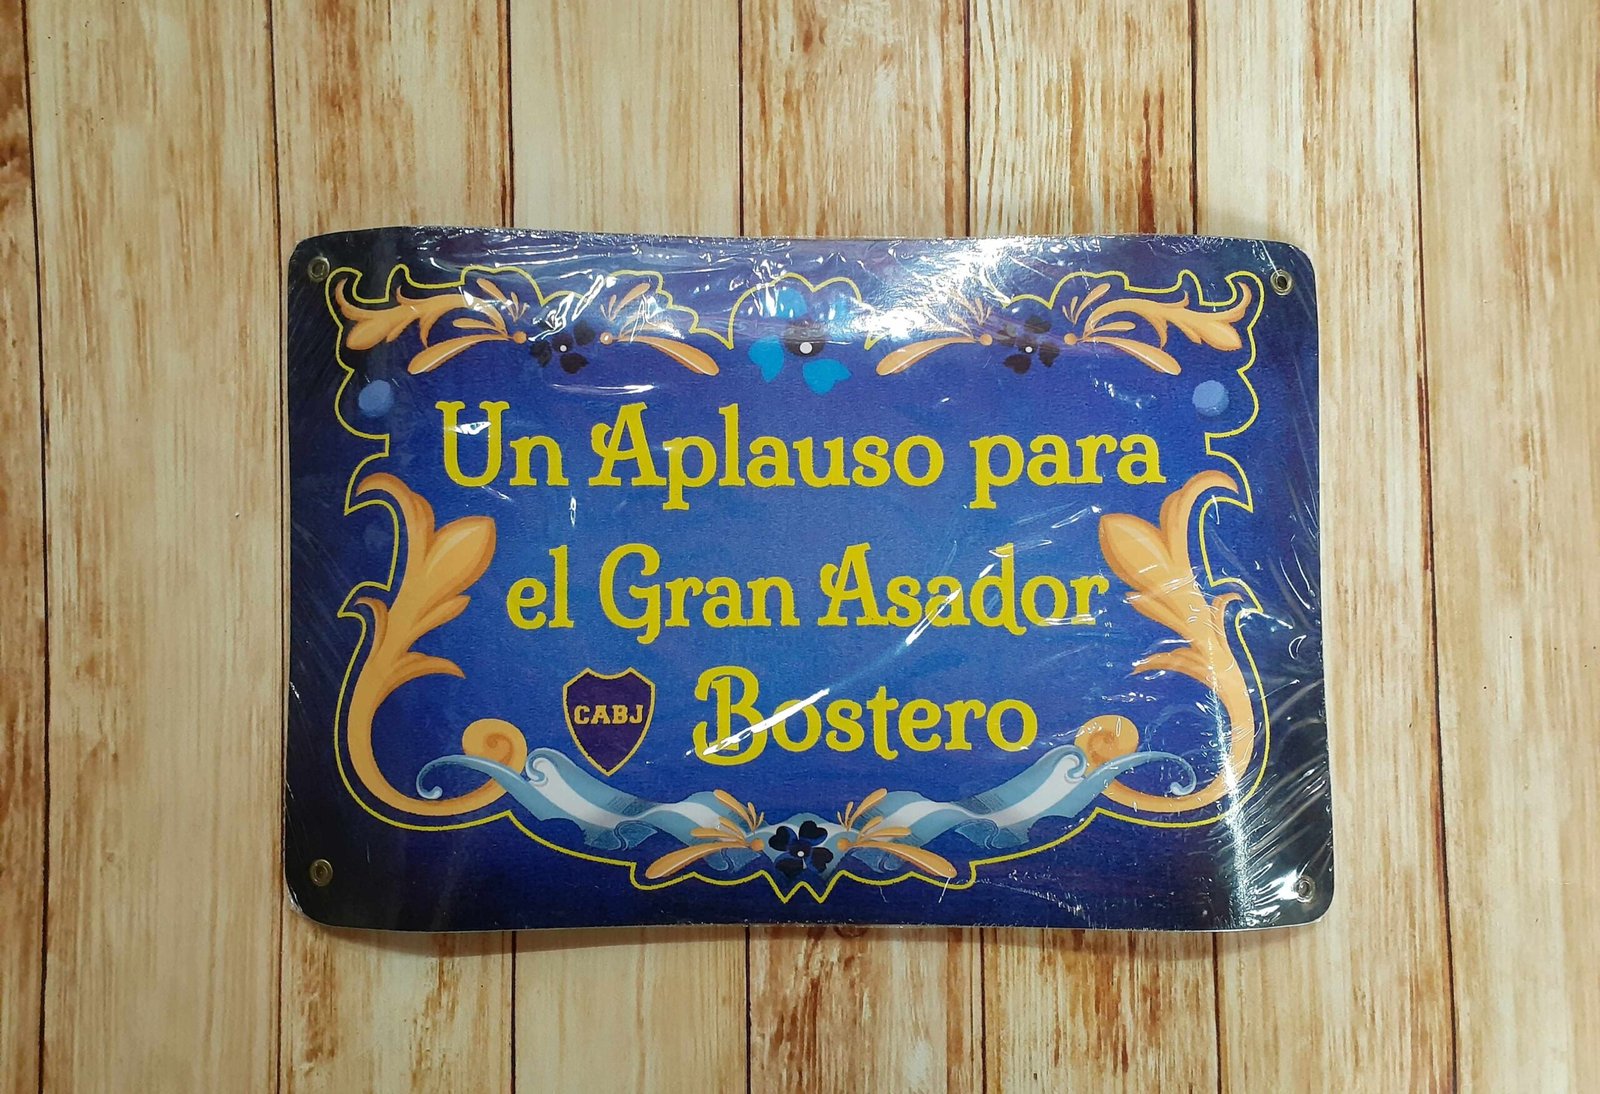 Un Aplauso para
el Gran Asador
CABJ Bostero